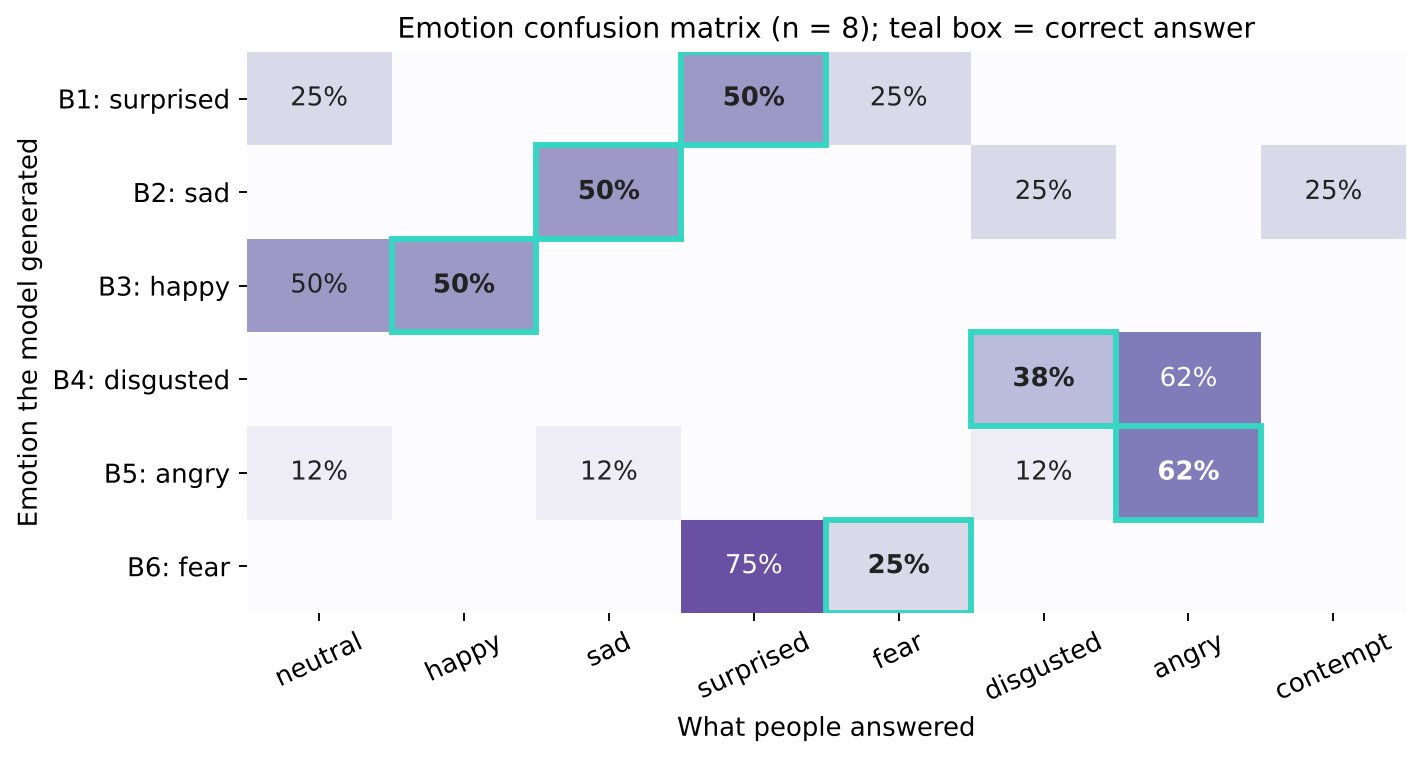 Emotion confusion matrix (n = 8); teal box = correct answer
Emotion the model generated
B1: surprised 25% 50% 25%
B2: sad 50% 25% 25%
B3: happy 50% 50%
B4: disgusted 38% 62%
B5: angry 12% 12% 12% 62%
B6: fear 75% 25%
neutral happy sad surprised fear disgusted angry contempt
What people answered